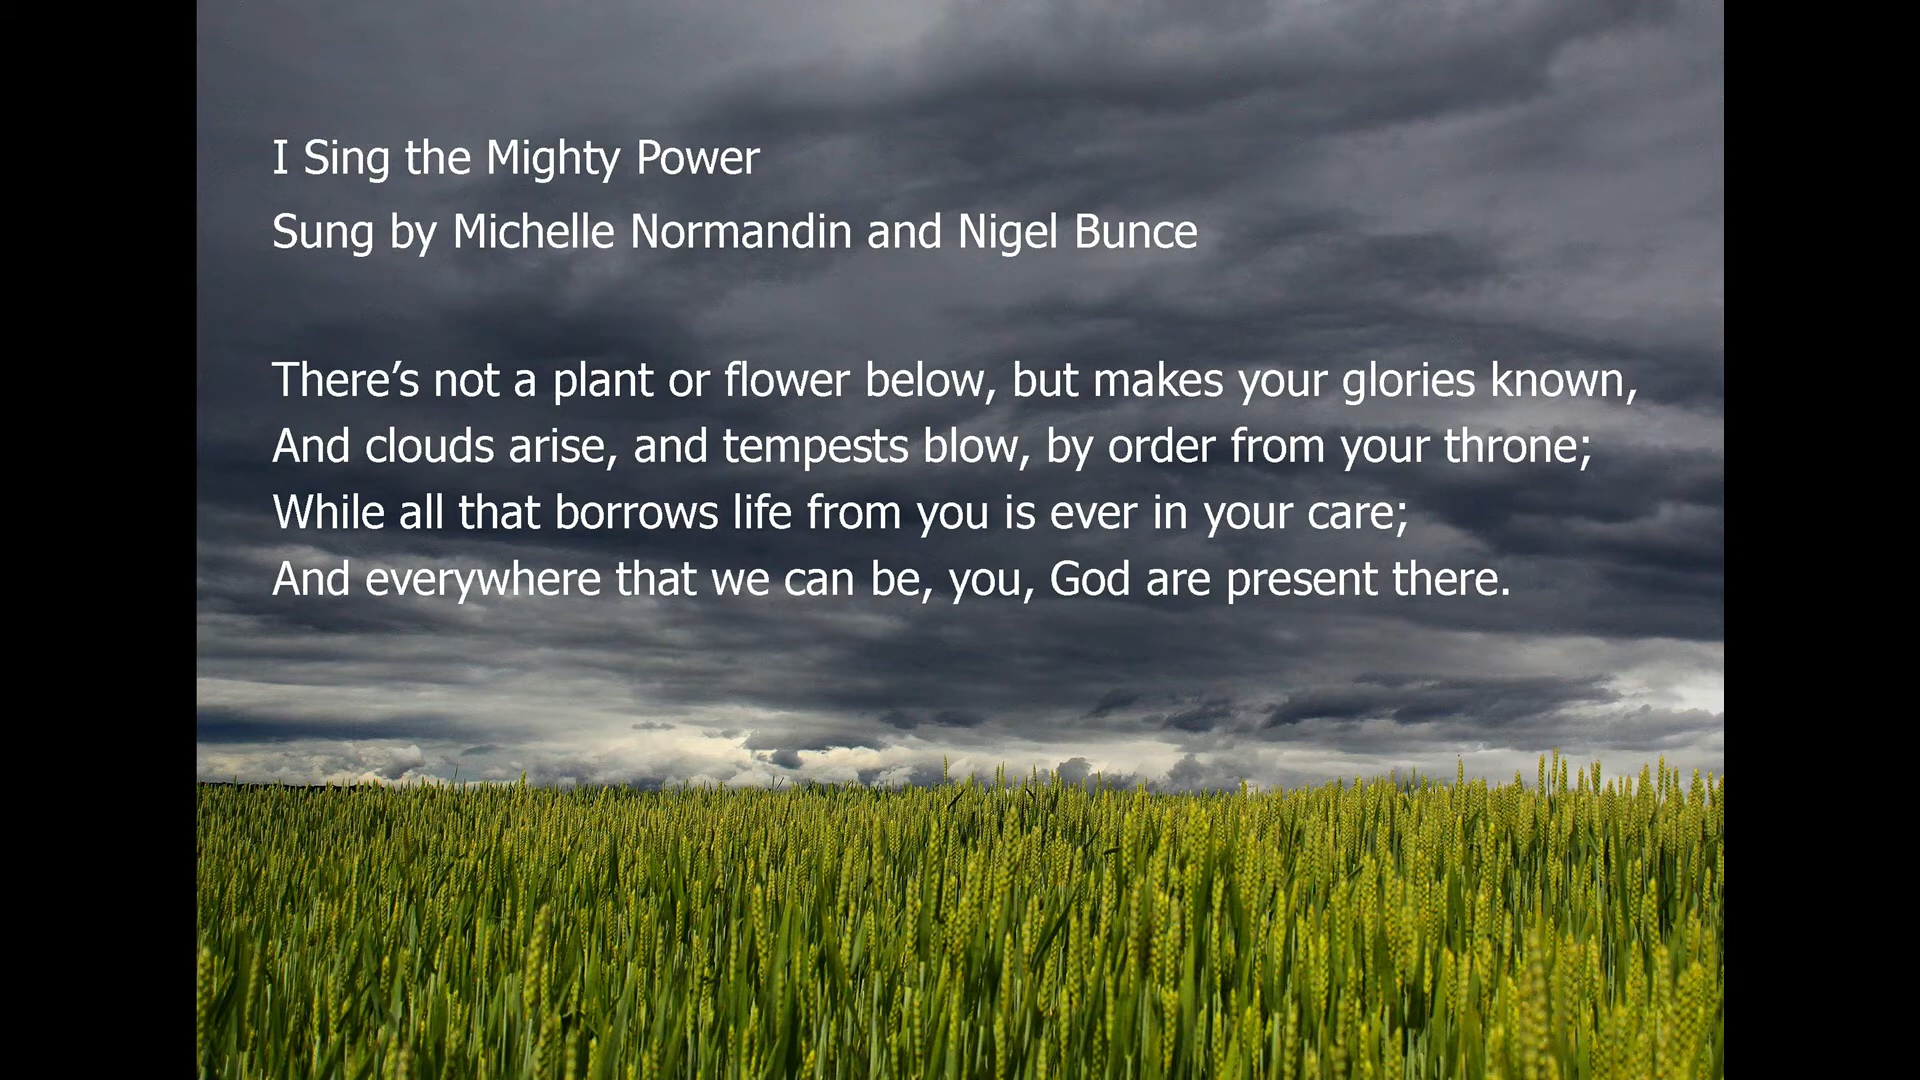 I Sing the Mighty Power
Sung by Michelle Normandin and Nigel Bunce
There’s not a plant or flower below, but makes your glories known,
And clouds arise, and tempests blow, by order from your throne;
While all that borrows life from you is ever in your care;
And everywhere that we can be, you, God are present there.